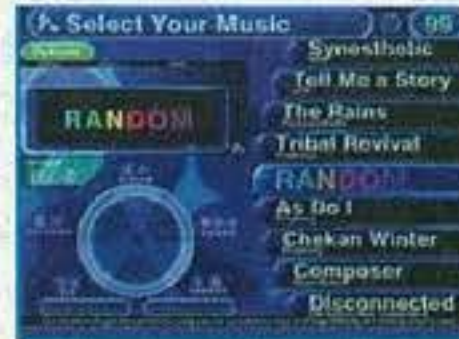 Select Your Music
99
Synesthetic
Tell Me a Story
The Rains
Tribal Revival
RANDOM
RANDOM
As Do I
Chekan Winter
Composer
Disconnected